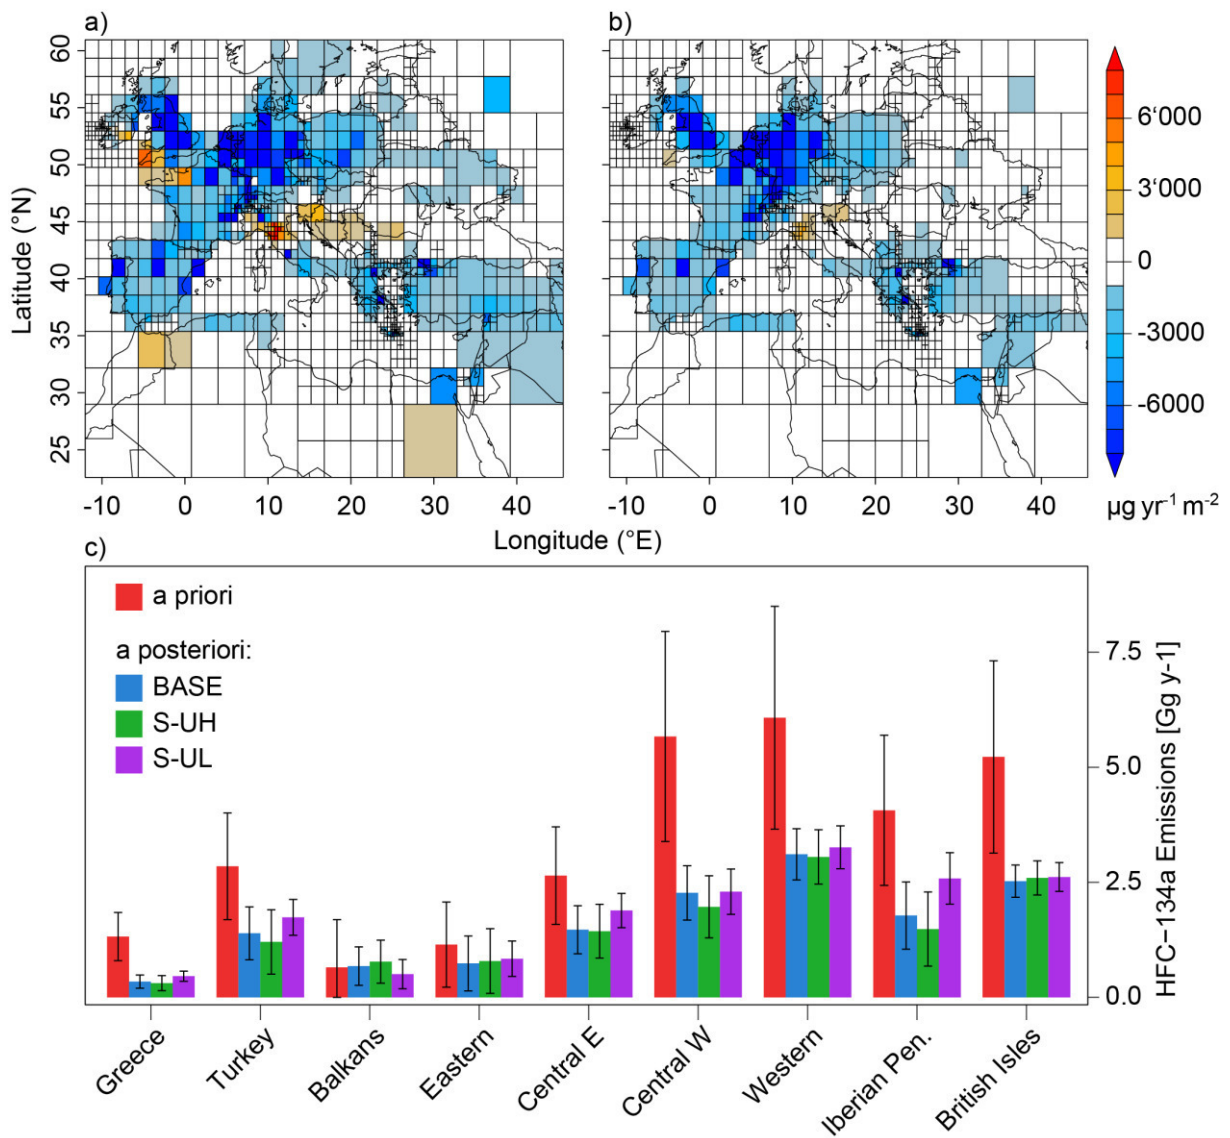 a)
b)
60
55
50
45
40
35
30
25
Latitude (°N)
6‘000
3‘000
0
-3000
-6000
µg yr-1 m-2
-10 0 10 20 30 40
-10 0 10 20 30 40
Longitude (°E)
c)
a priori
a posteriori:
BASE
S-UH
S-UL
7.5
5.0
2.5
0.0
HFC−134a Emissions [Gg y-1]
Greece
Turkey
Balkans
Eastern
Central E
Central W
Western
Iberian Pen.
British Isles